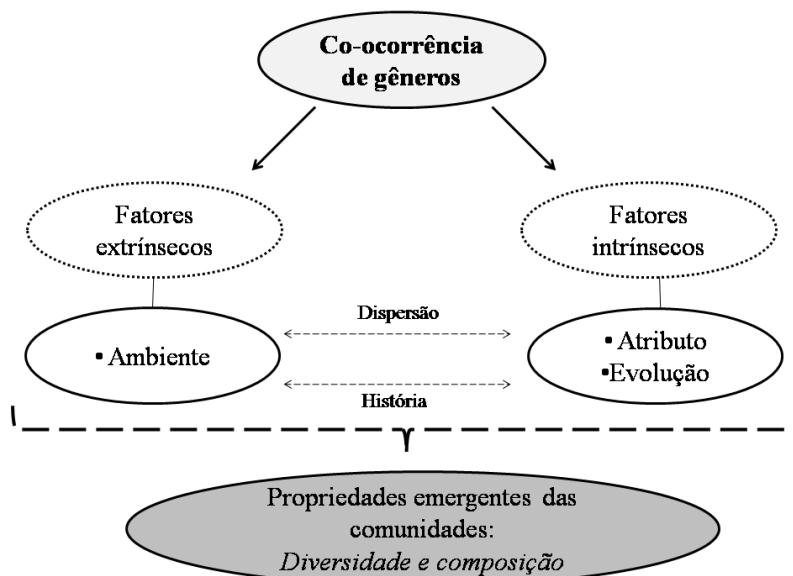 Co-ocorrência
de gêneros
Fatores
extrínsecos
Fatores
intrínsecos
Dispersão
▪ Ambiente
▪ Atributo
▪Evolução
História
Propriedades emergentes das
comunidades:
Diversidade e composição